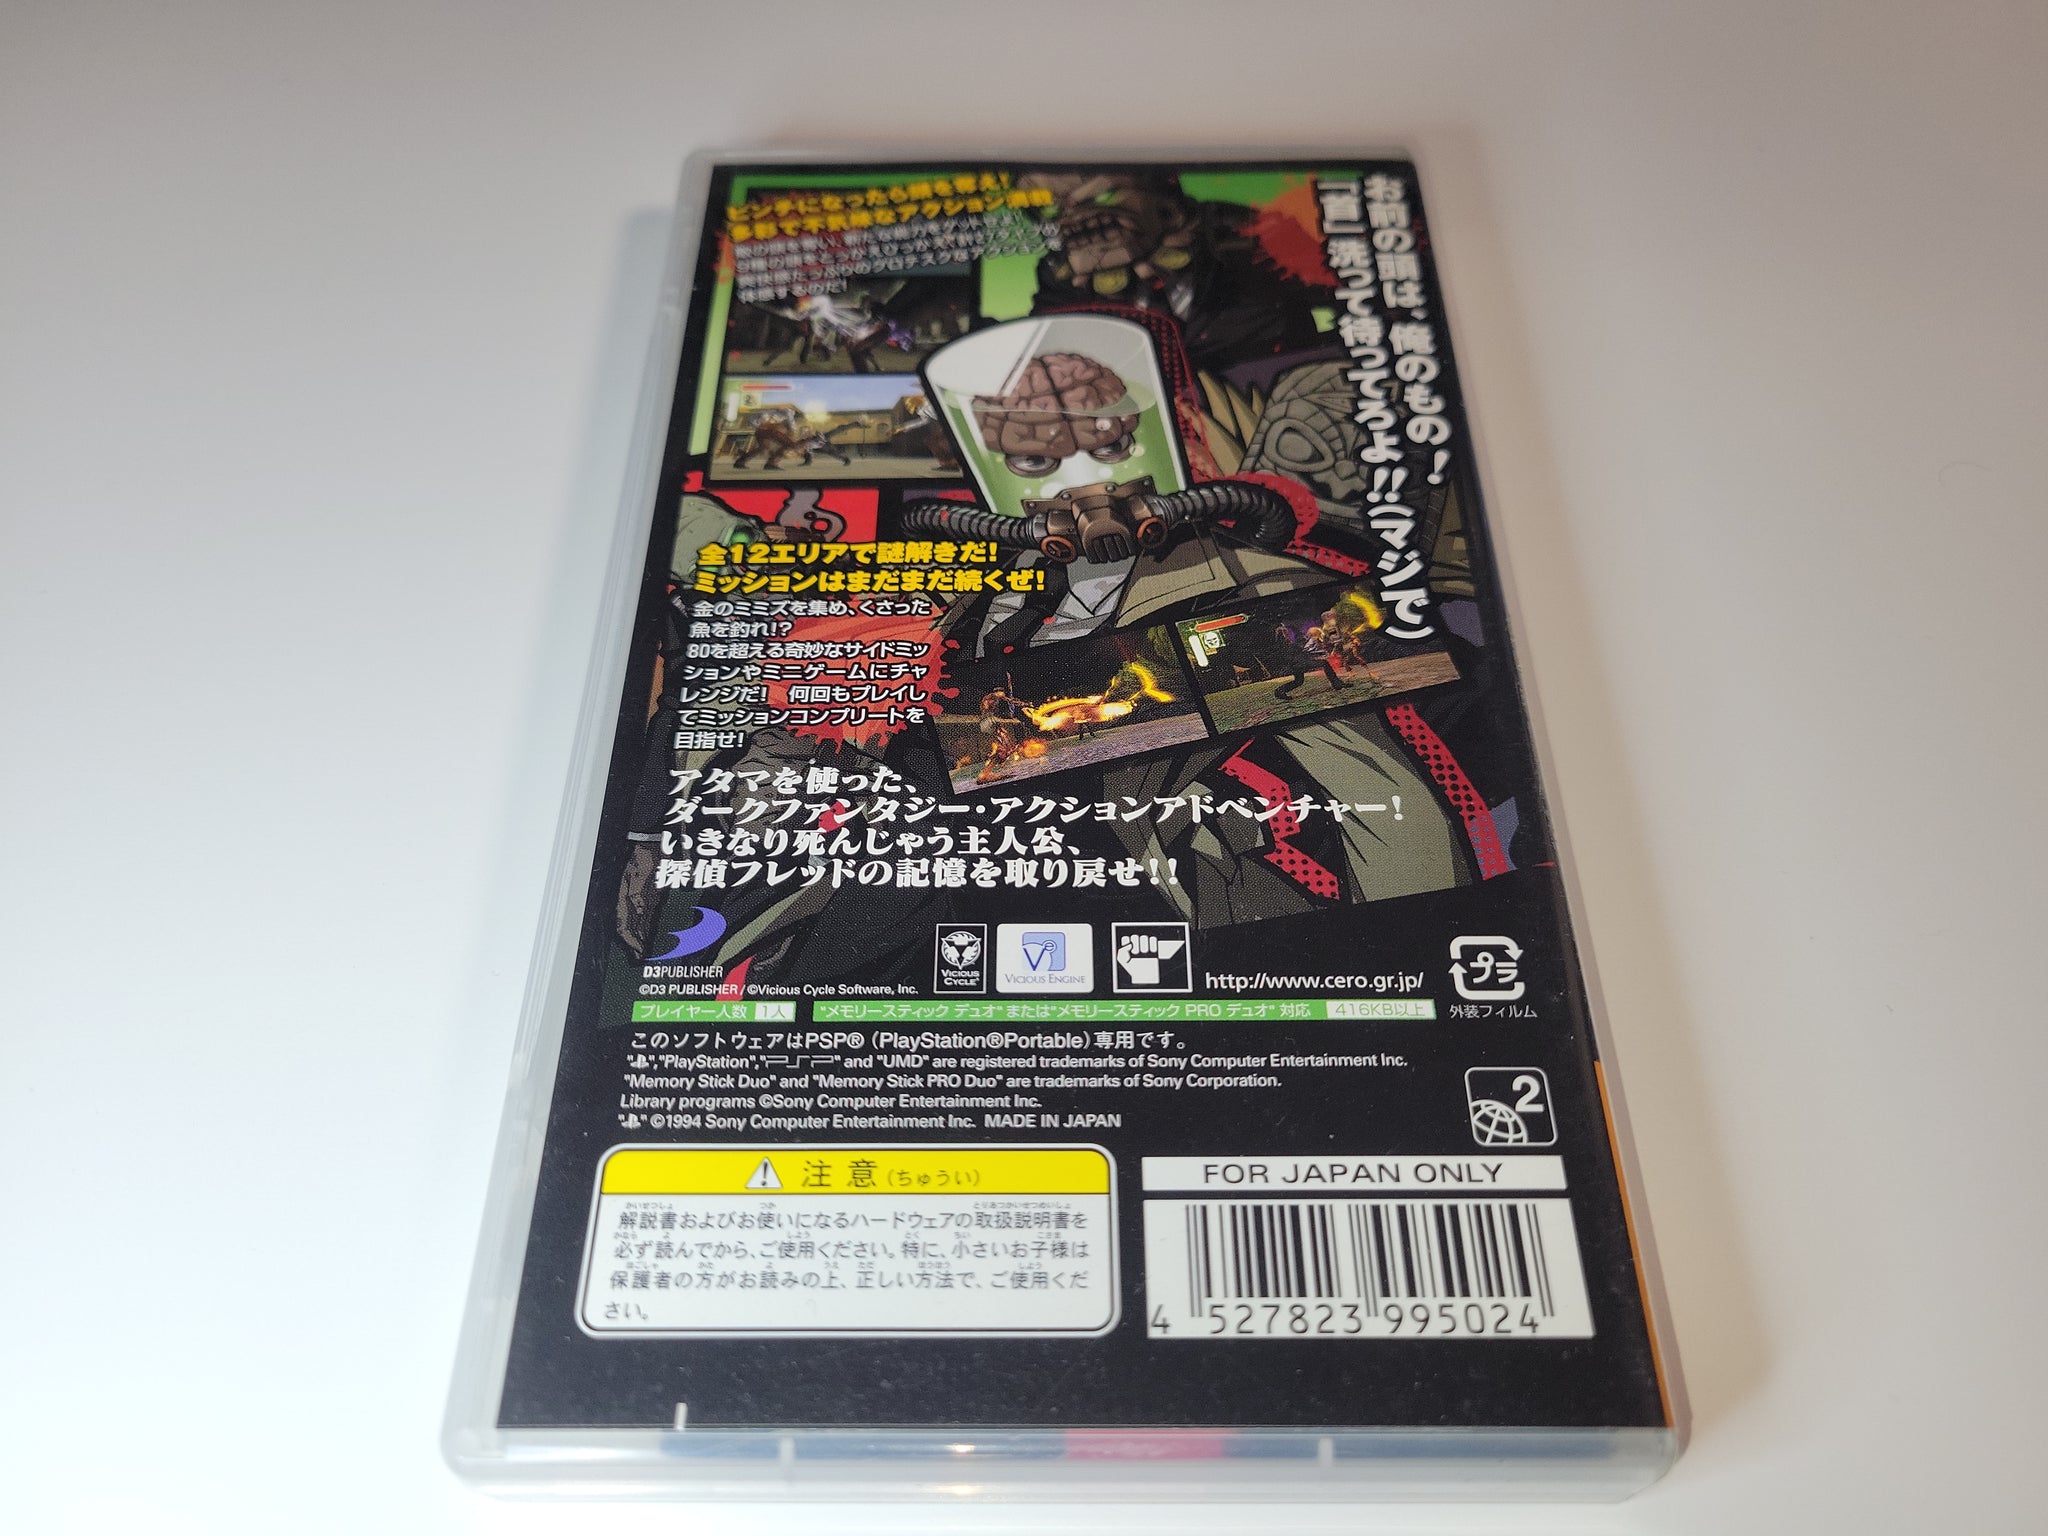 お前の頭は、俺のもの!
「首」洗って待ってろよ!!(マジで)
ピンチになったら頭を奪え!
多彩で不気味なアクション満載
体感するのだ!
全12エリアで謎解きだ!
ミッションはまだまだ続くぜ!
金のミミズを集め、くさった
魚を釣れ!?
80を超える奇妙なサイドミッ
ションやミニゲームにチャ
レンジだ! 何回もプレイし
てミッションコンプリートを
目指せ!
アタマを使った、
ダークファンタジー・アクションアドベンチャー!
いきなり死んじゃう主人公、
探偵フレッドの記憶を取り戻せ!!
D3PUBLISHER
VICIOUS CYCLE
VICIOUS ENGINE
http://www.cero.gr.jp/
プラ
外装フィルム
©D3 PUBLISHER / ©Vicious Cycle Software, Inc.
プレイヤー人数 1人
"メモリースティック デュオ"または"メモリースティック PRO デュオ"対応 416KB以上
このソフトウェアはPSP®(PlayStation®Portable)専用です。
"","PlayStation","PSP" and "UMD" are registered trademarks of Sony Computer Entertainment Inc.
"Memory Stick Duo" and "Memory Stick PRO Duo" are trademarks of Sony Corporation.
Library programs ©Sony Computer Entertainment Inc.
"" ©1994 Sony Computer Entertainment Inc. MADE IN JAPAN
2
注意(ちゅうい)
解説書およびお使いになるハードウェアの取扱説明書を
必ず読んでから、ご使用ください。特に、小さいお子様は
保護者の方がお読みの上、正しい方法で、ご使用くだ
さい。
FOR JAPAN ONLY
4 527823 995024